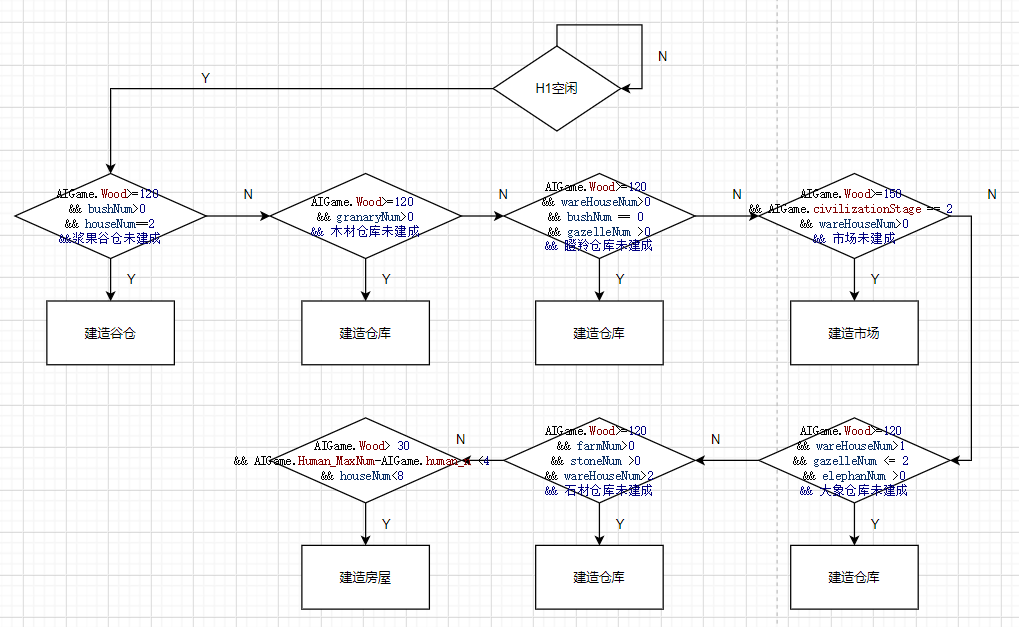 N
H1空闲
Y
AIGame.Wood>=120
&& bushNum>0
&& houseNum==2
&&浆果谷仓未建成
N
AIGame.Wood>=120
&& granaryNum>0
&& 木材仓库未建成
N
AIGame.Wood>=120
&& wareHouseNum>0
&& bushNum == 0
&& gazelleNum >0
&& 瞪羚仓库未建成
N
AIGame.Wood>=150
&& AIGame.civilizationStage == 2
&& wareHouseNum>0
&& 市场未建成
N
Y
Y
Y
Y
建造谷仓
建造仓库
建造仓库
建造市场
AIGame.Wood> 30
&& AIGame.Human_MaxNum-AIGame.human_ <4
&& houseNum<8
N
AIGame.Wood>=120
&& farmNum>0
&& stoneNum >0
&& wareHouseNum>2
&& 石材仓库未建成
N
AIGame.Wood>=120
&& wareHouseNum>1
&& gazelleNum <= 2
&& elephanNum >0
&& 大象仓库未建成
Y
Y
Y
建造房屋
建造仓库
建造仓库